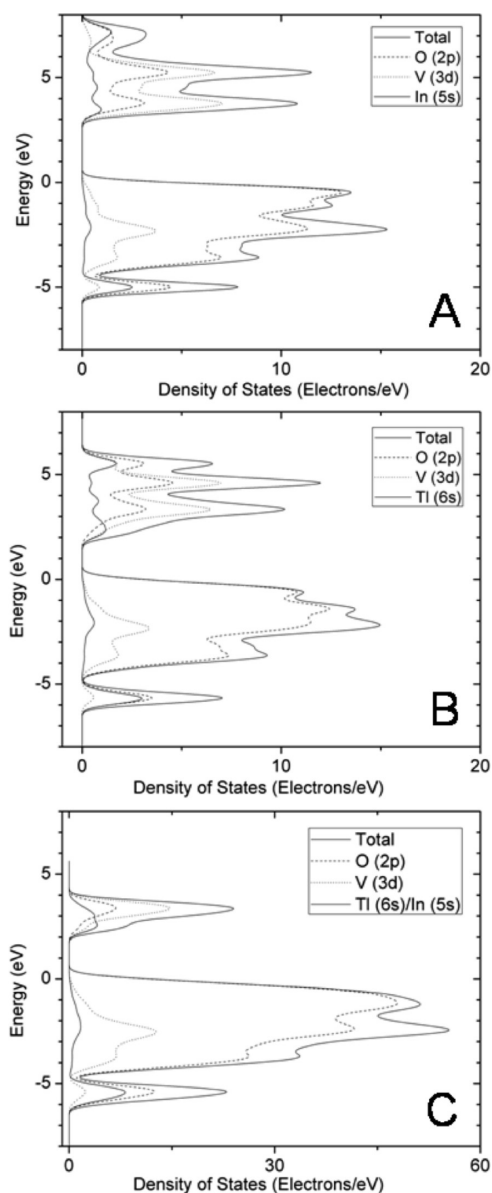 Total
O (2p)
V (3d)
In (5s)
5
0
-5
Energy (eV)
A
0 10 20
Density of States (Electrons/eV)
Total
O (2p)
V (3d)
Tl (6s)
5
0
-5
Energy (eV)
B
0 10 20
Density of States (Electrons/eV)
Total
O (2p)
V (3d)
Tl (6s)/In (5s)
5
0
-5
Energy (eV)
C
0 30 60
Density of States (Electrons/eV)